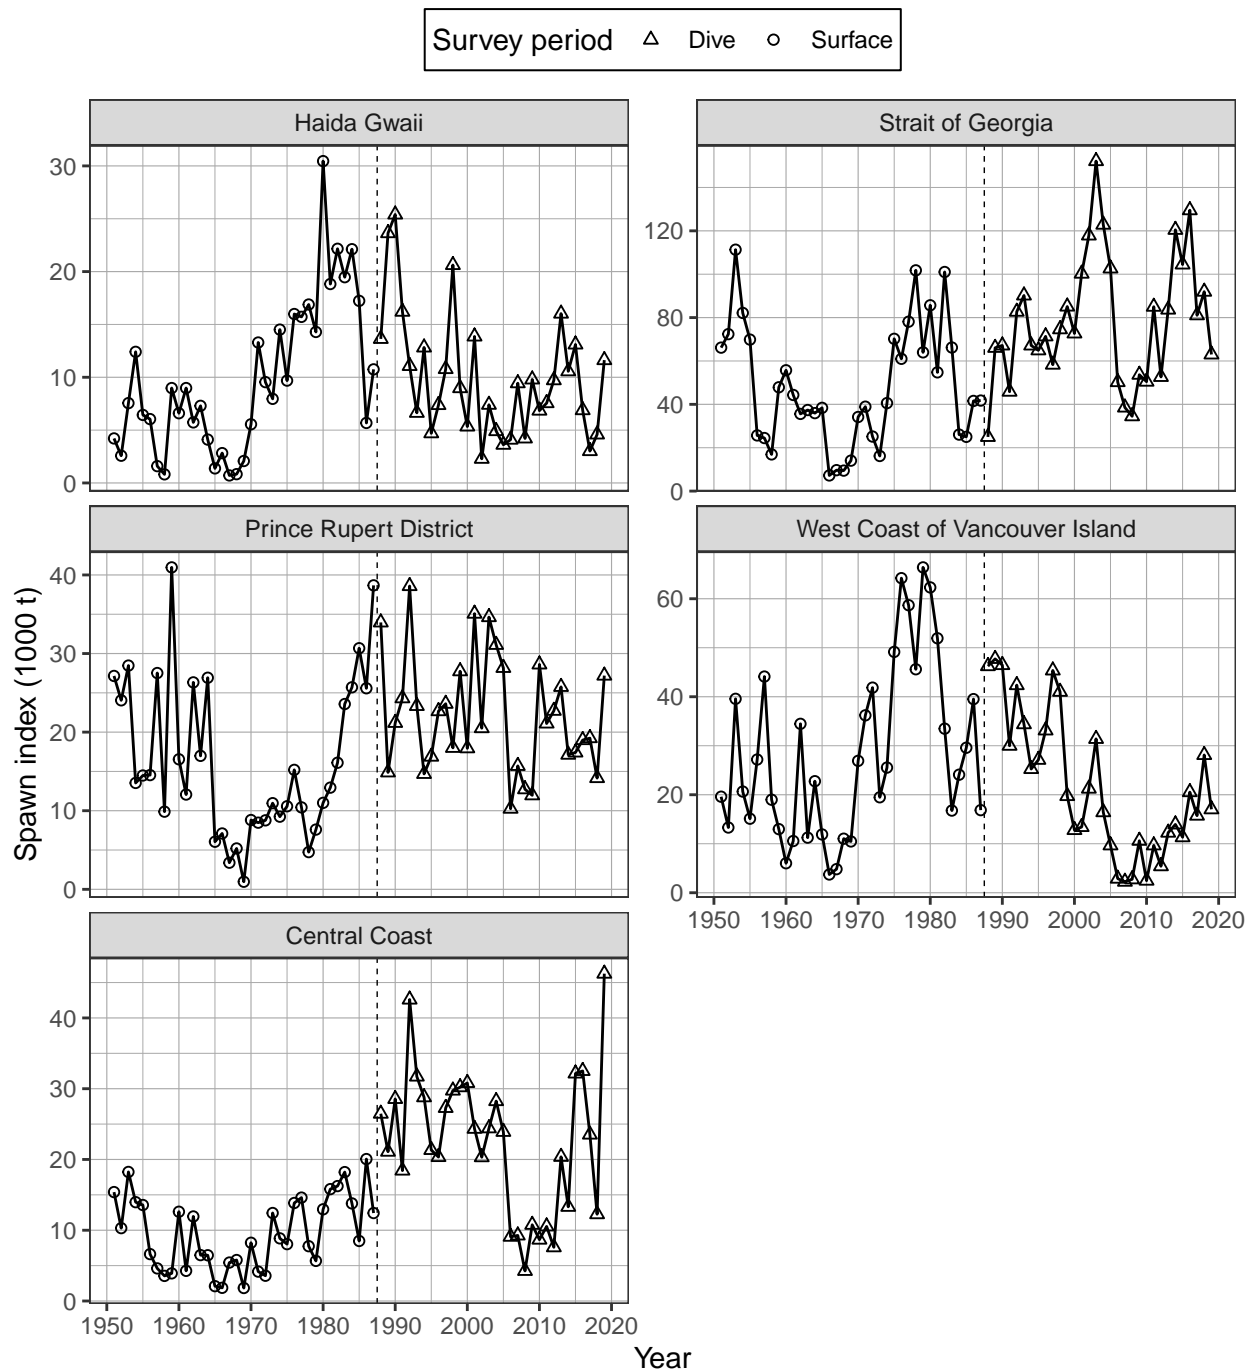 Survey period Dive Surface
Haida Gwaii
30
20
10
0
Strait of Georgia
120
80
40
0
Prince Rupert District
40
30
20
10
0
West Coast of Vancouver Island
60
40
20
0
1950 1960 1970 1980 1990 2000 2010 2020
Central Coast
40
30
20
10
0
1950 1960 1970 1980 1990 2000 2010 2020
Spawn index (1000 t)
Year